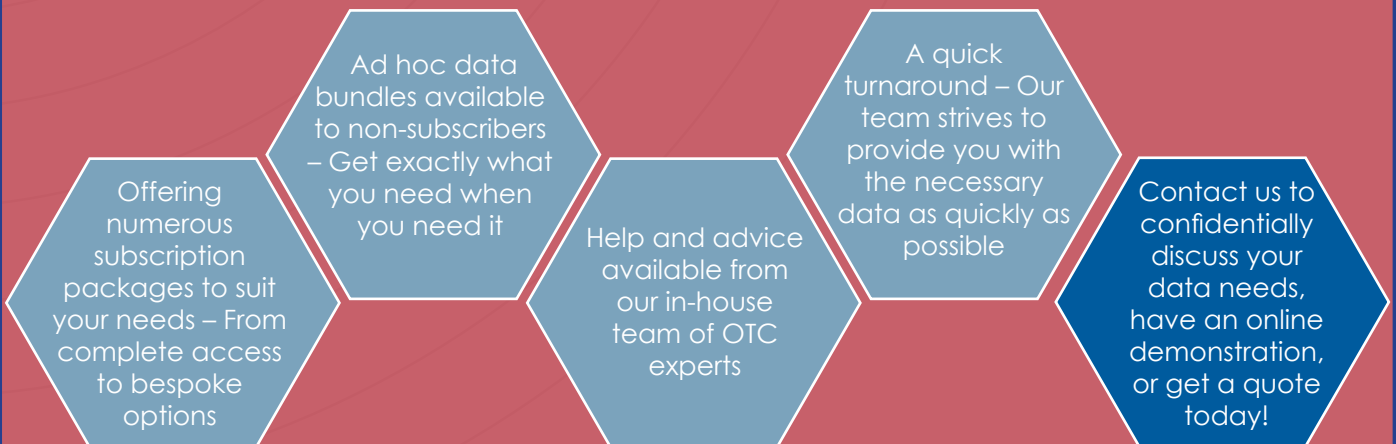 Offering
numerous
subscription
packages to suit
your needs – From
complete access
to bespoke
options
Ad hoc data
bundles available
to non-subscribers
– Get exactly what
you need when
you need it
Help and advice
available from
our in-house
team of OTC
experts
A quick
turnaround – Our
team strives to
provide you with
the necessary
data as quickly as
possible
Contact us to
confidentially
discuss your
data needs,
have an online
demonstration,
or get a quote
today!